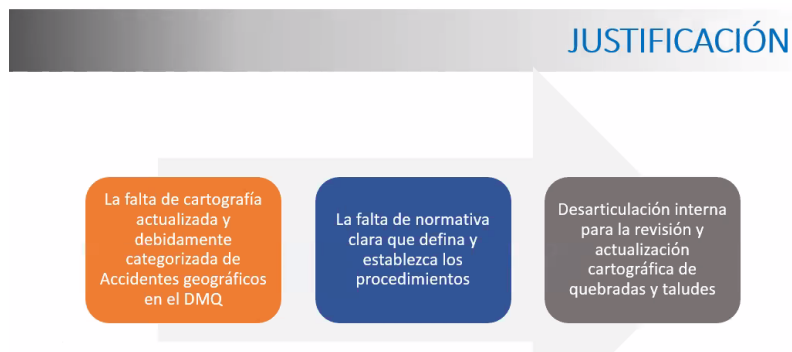 JUSTIFICACIÓN
La falta de cartografía
actualizada y
debidamente
categorizada de
Accidentes geográficos
en el DMQ
La falta de normativa
clara que defina y
establezca los
procedimientos
Desarticulación interna
para la revisión y
actualización
cartográfica de
quebradas y taludes